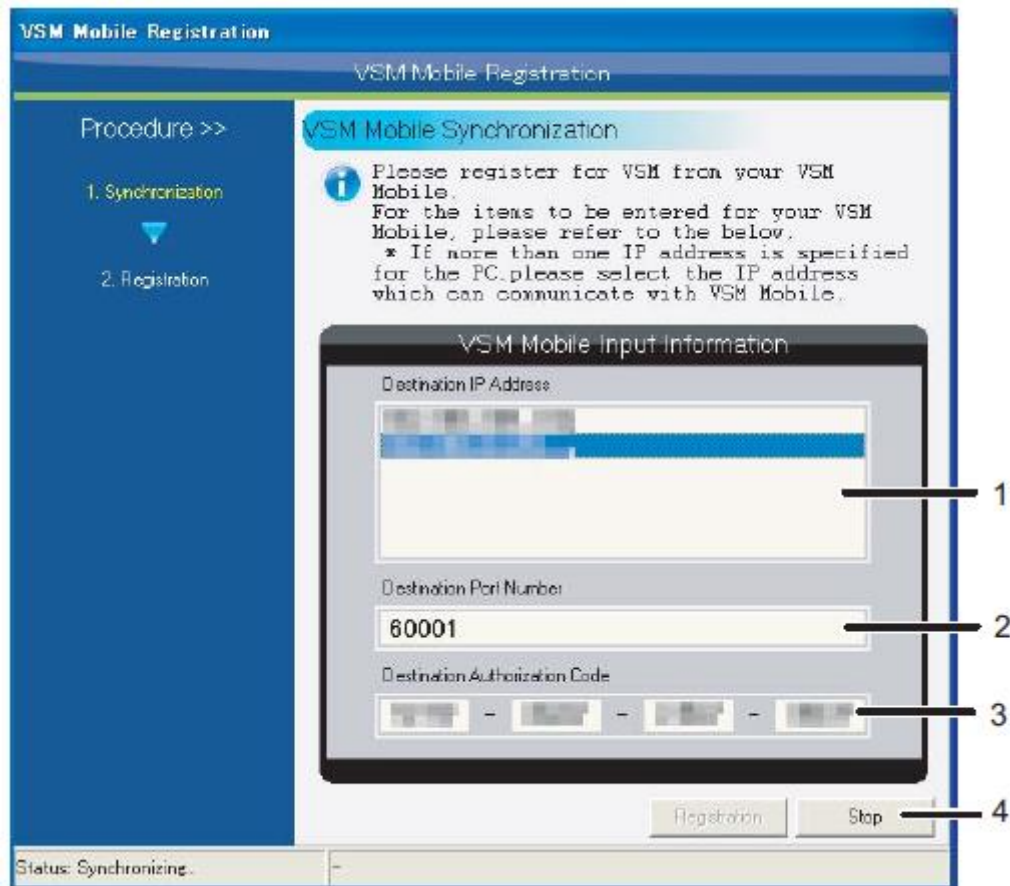 VSM Mobile Registration
VSM Mobile Registration
Procedure >>
1. Synchronization
2. Registration
VSM Mobile Synchronization
Please register for VSM from your VSM
Mobile.
For the items to be entered for your VSM
Mobile, please refer to the below.
* If more than one IP address is specified
for the PC,please select the IP address
which can communicate with VSM Mobile.
VSM Mobile Input Information
Destination IP Address
1
Destination Port Number
60001
2
Destination Authorization Code
- - -
3
Registration
Stop
4
Status: Synchronizing..
-